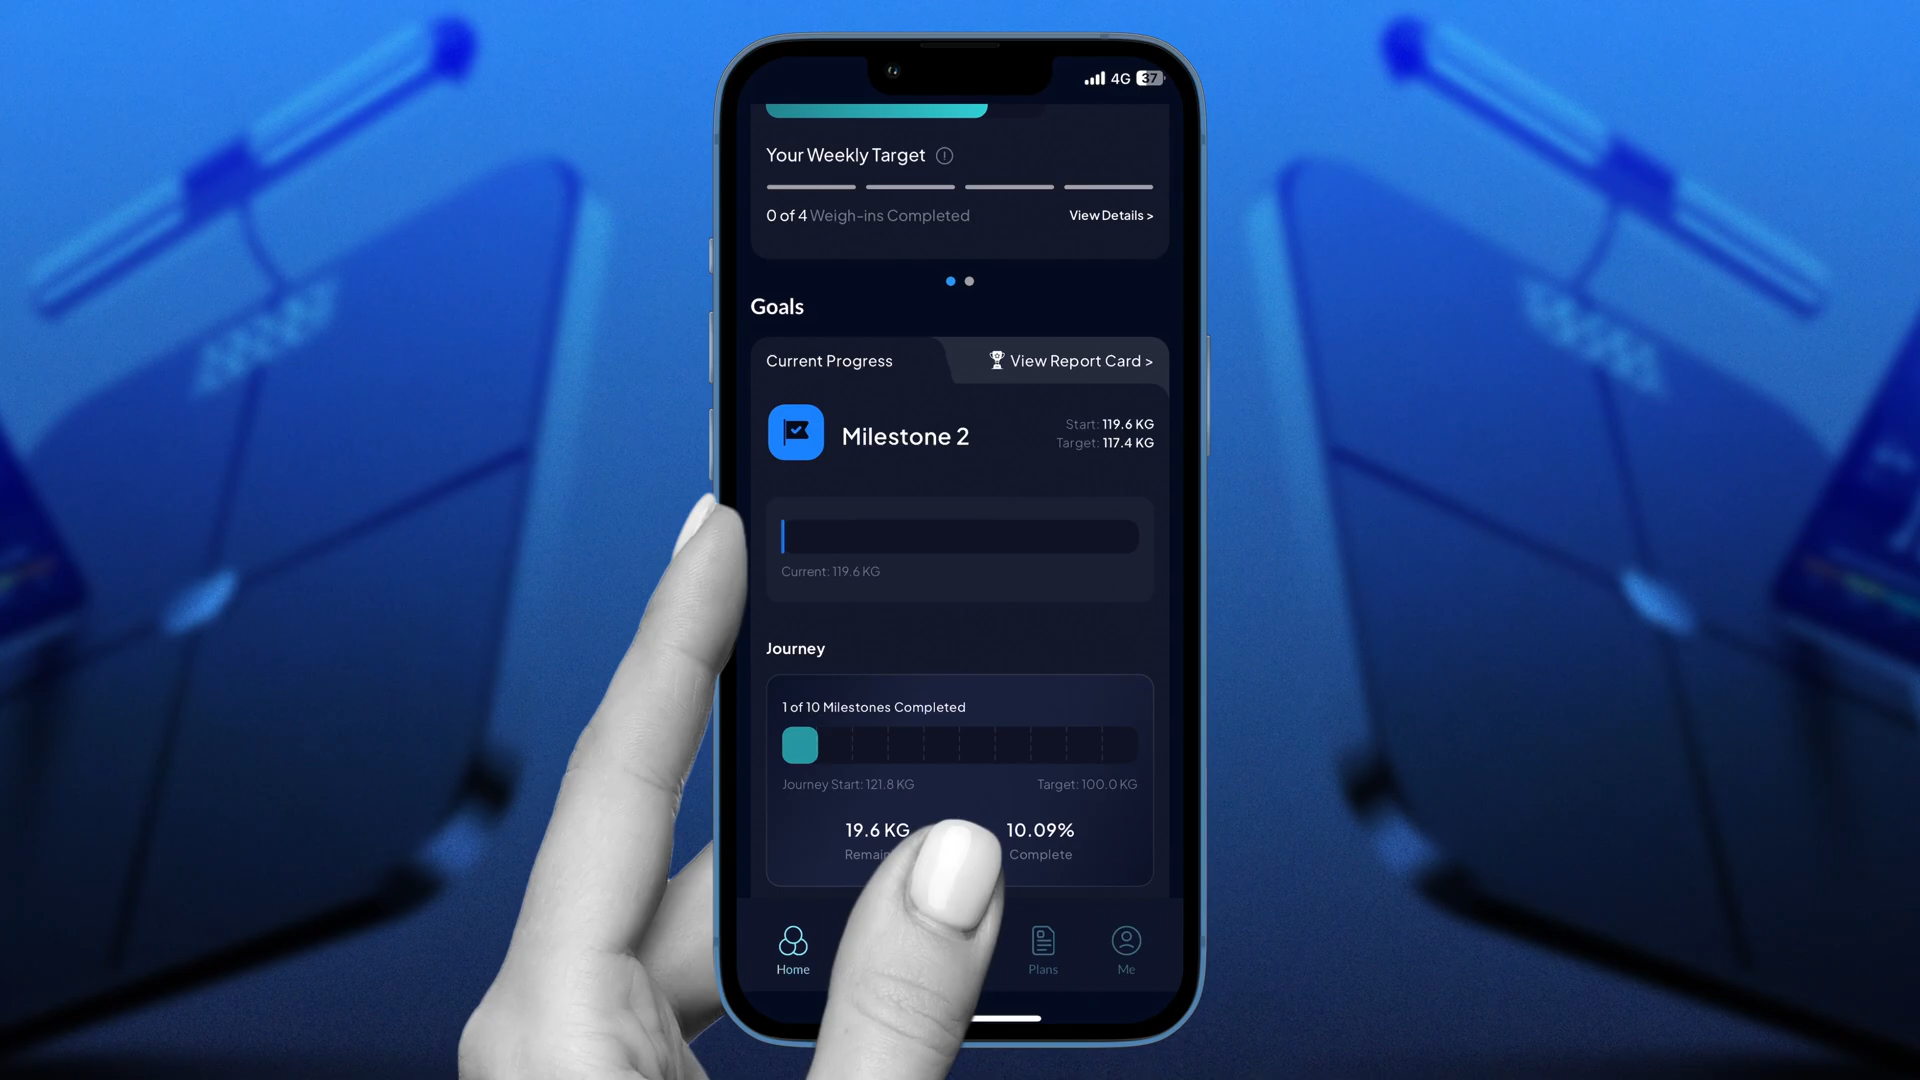 4G 37
Your Weekly Target
0 of 4 Weigh-ins Completed
View Details >
Goals
Current Progress
View Report Card >
Milestone 2
Start: 119.6 KG
Target: 117.4 KG
Current: 119.6 KG
Journey
1 of 10 Milestones Completed
Journey Start: 121.8 KG
Target: 100.0 KG
19.6 KG
10.09%
Complete
Home
Plans
Me